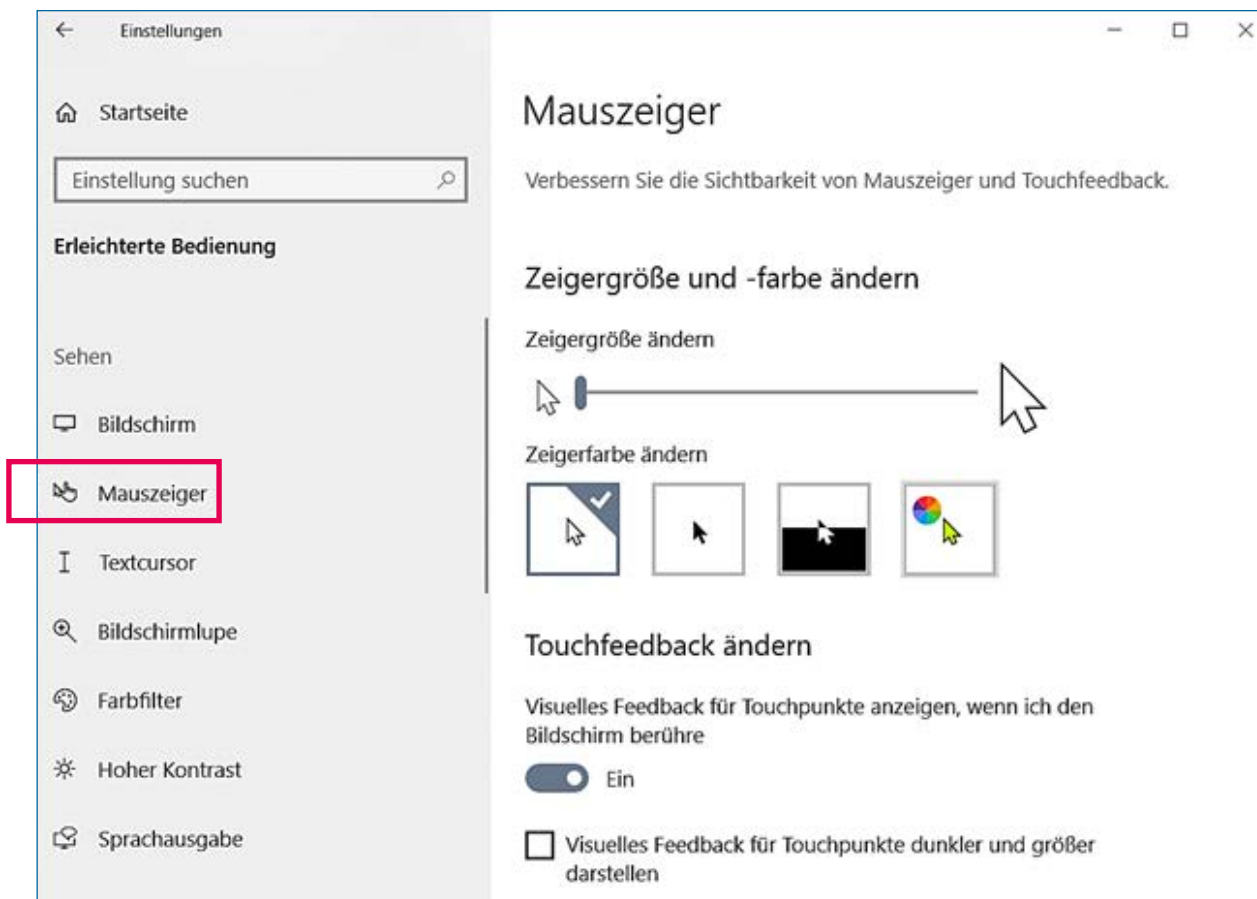 Einstellungen
Startseite
Einstellung suchen
Erleichterte Bedienung
Sehen
Bildschirm
Mauszeiger
Textcursor
Bildschirmlupe
Farbfilter
Hoher Kontrast
Sprachausgabe
Mauszeiger
Verbessern Sie die Sichtbarkeit von Mauszeiger und Touchfeedback.
Zeigergröße und -farbe ändern
Zeigergröße ändern
Zeigerfarbe ändern
Touchfeedback ändern
Visuelles Feedback für Touchpunkte anzeigen, wenn ich den
Bildschirm berühre
Ein
Visuelles Feedback für Touchpunkte dunkler und größer
darstellen